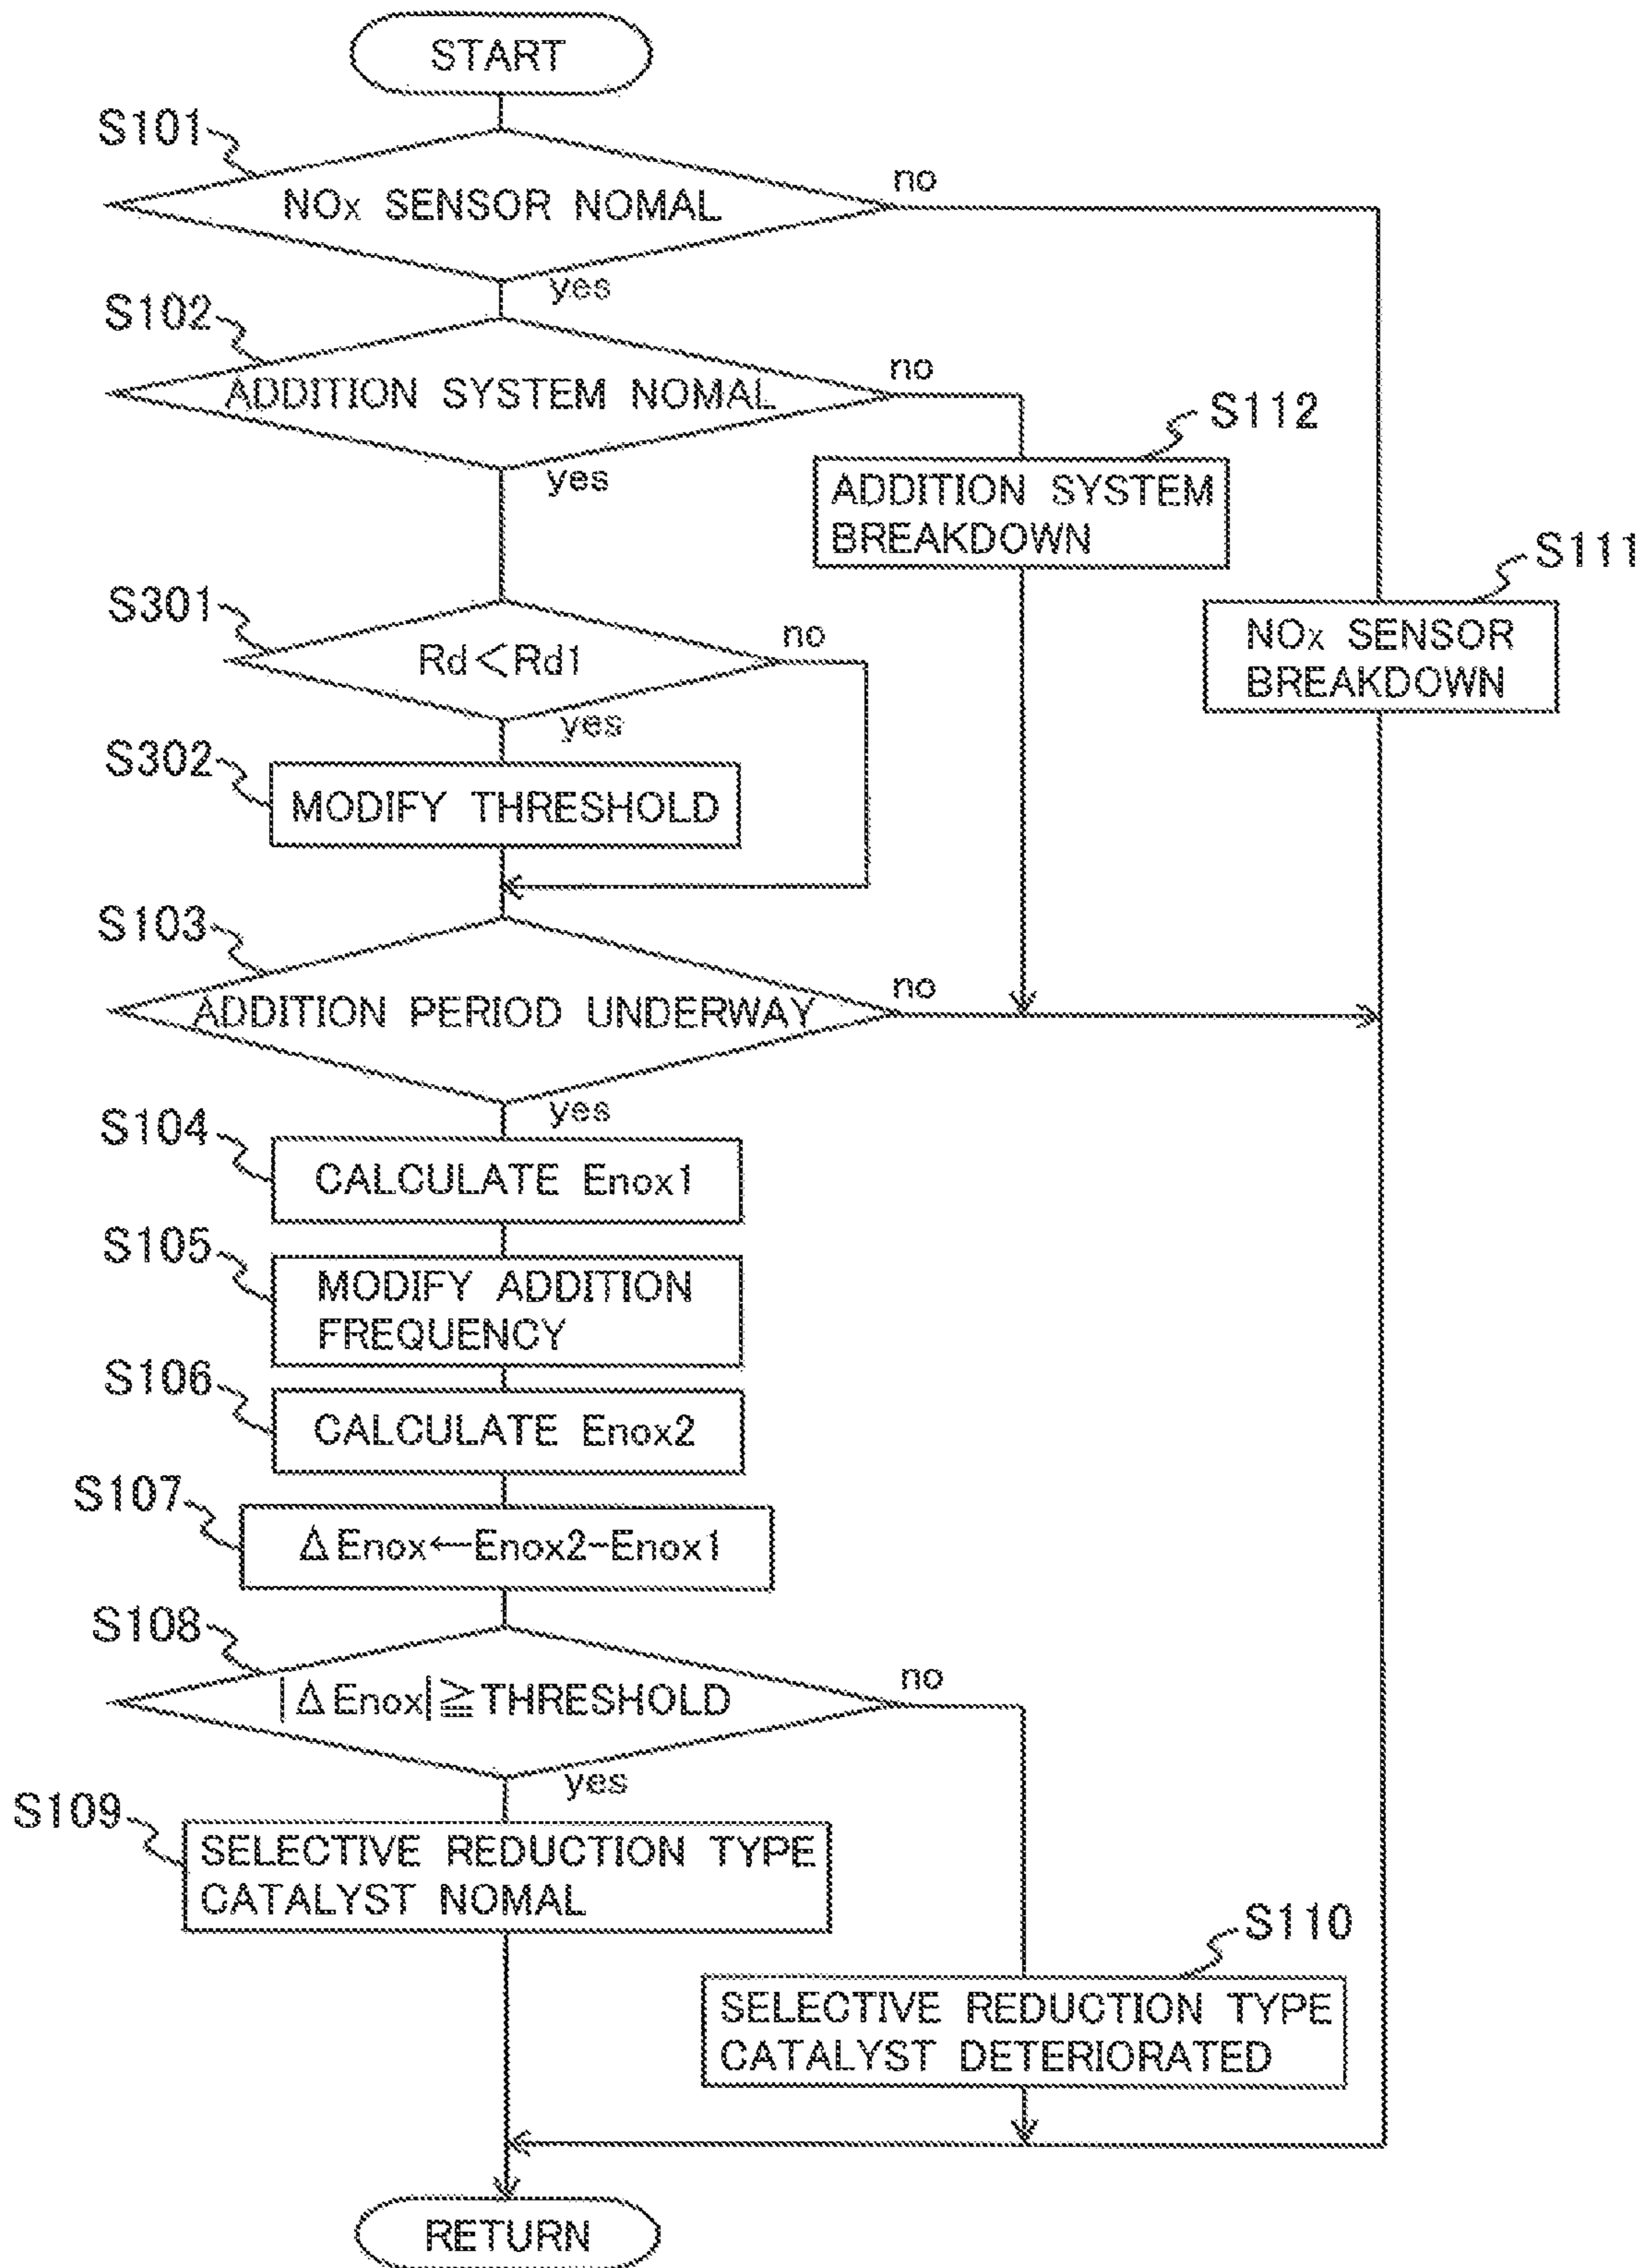 START
S101
NOx SENSOR NOMAL
no
yes
S102
ADDITION SYSTEM NOMAL
no
yes
S112
ADDITION SYSTEM
BREAKDOWN
S111
NOx SENSOR
BREAKDOWN
S301
Rd<Rd1
no
yes
S302
MODIFY THRESHOLD
S103
ADDITION PERIOD UNDERWAY
no
yes
S104
CALCULATE Enox1
S105
MODIFY ADDITION
FREQUENCY
S106
CALCULATE Enox2
S107
ΔEnox←Enox2-Enox1
S108
|ΔEnox|≧THRESHOLD
no
yes
S109
SELECTIVE REDUCTION TYPE
CATALYST NOMAL
S110
SELECTIVE REDUCTION TYPE
CATALYST DETERIORATED
RETURN